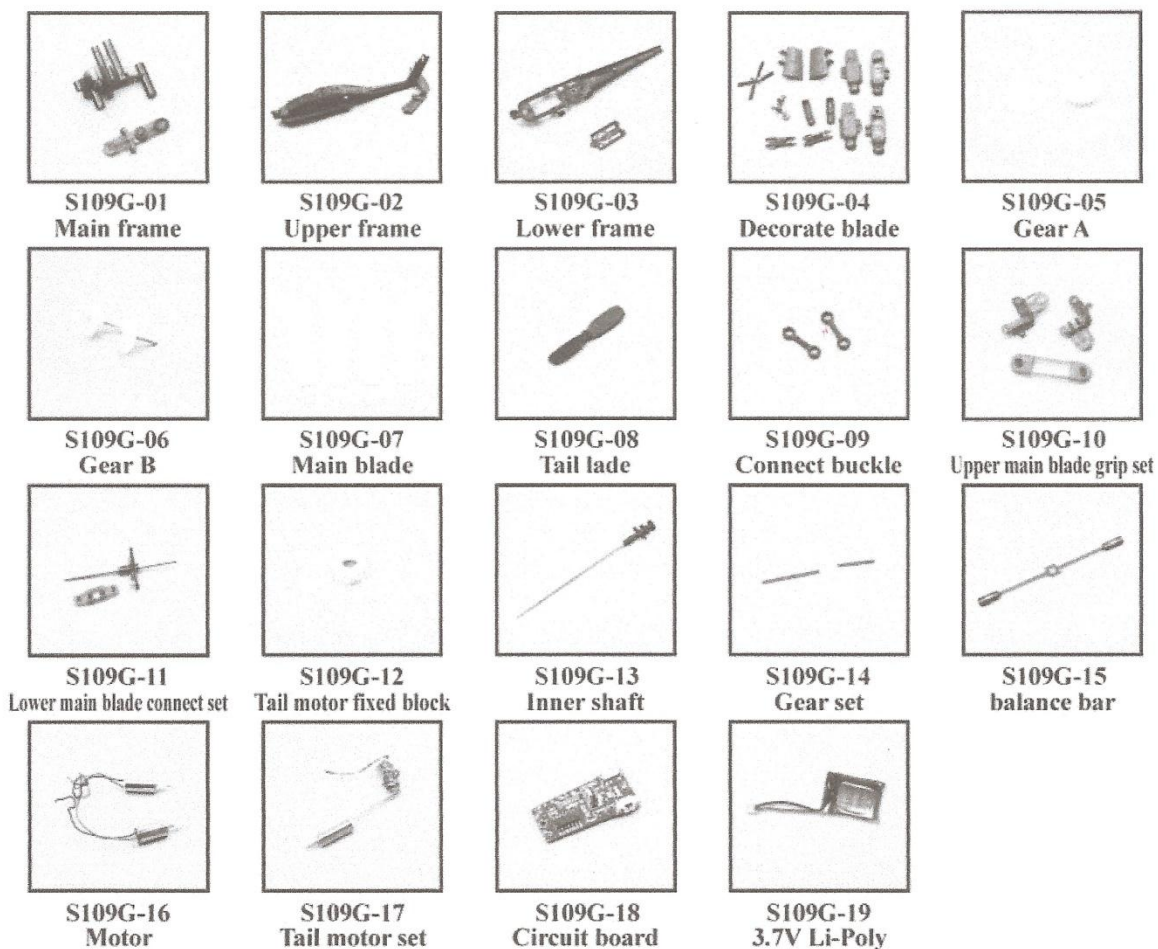 S109G-01
Main frame
S109G-02
Upper frame
S109G-03
Lower frame
S109G-04
Decorate blade
S109G-05
Gear A
S109G-06
Gear B
S109G-07
Main blade
S109G-08
Tail lade
S109G-09
Connect buckle
S109G-10
Upper main blade grip set
S109G-11
Lower main blade connect set
S109G-12
Tail motor fixed block
S109G-13
Inner shaft
S109G-14
Gear set
S109G-15
balance bar
S109G-16
Motor
S109G-17
Tail motor set
S109G-18
Circuit board
S109G-19
3.7V Li-Poly